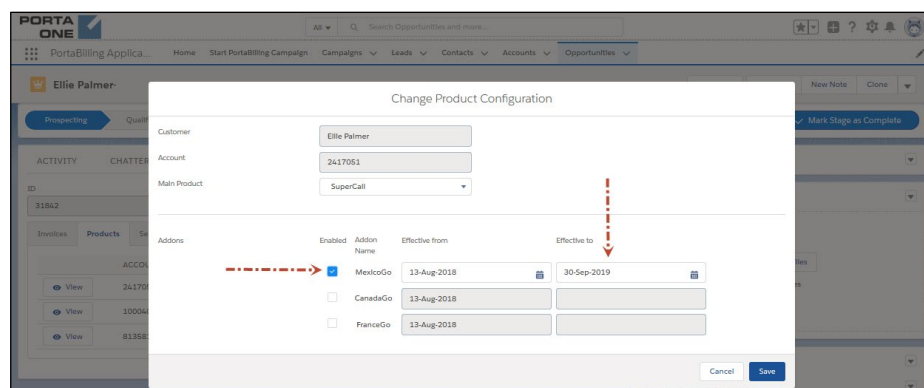 PORTA
ONE
All
Search Opportunities and more...
PortaBilling Applica...
Home
Start PortaBilling Campaign
Campaigns
Leads
Contacts
Accounts
Opportunities
Ellie Palmer-
New Note
Clone
Prospecting
Mark Stage as Complete
ACTIVITY
CHATTER
ID
31842
Invoices
Products
View
View
View
Change Product Configuration
Customer
Ellie Palmer
Account
2417051
Main Product
SuperCall
Addons
Enabled
Addon
Name
Effective from
Effective to
MexicoGo
13-Aug-2018
30-Sep-2019
CanadaGo
13-Aug-2018
FranceGo
13-Aug-2018
Cancel
Save